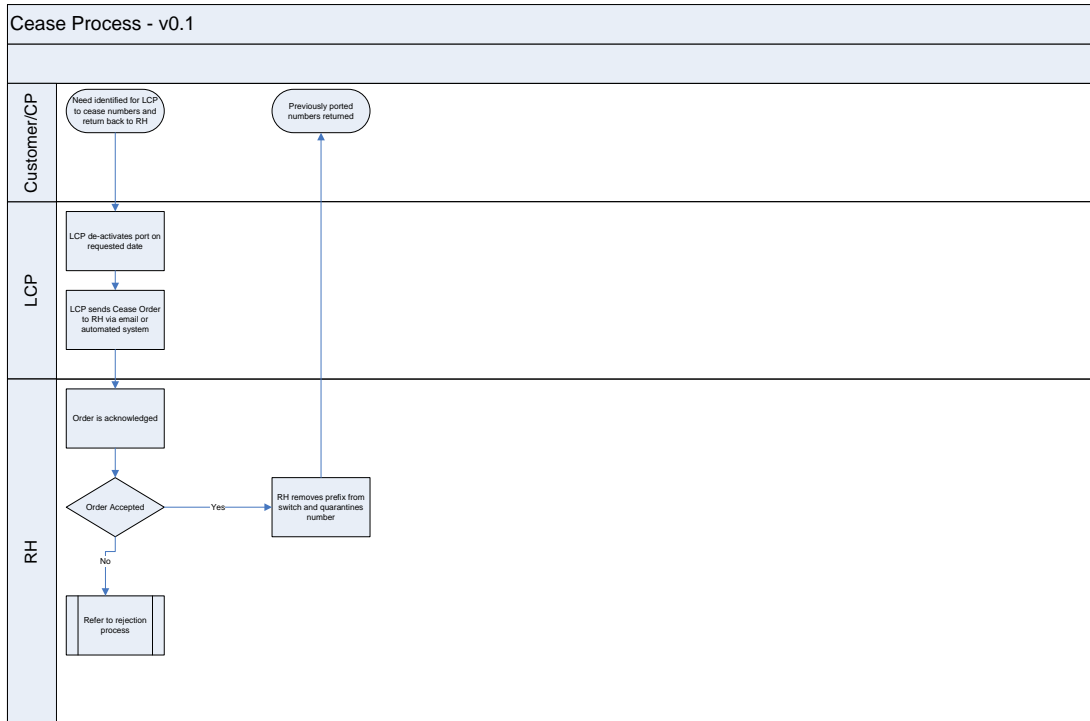 Cease Process - v0.1
Customer/CP
Need identified for LCP
to cease numbers and
return back to RH
Previously ported
numbers returned
LCP
LCP de-activates port on
requested date
LCP sends Cease Order
to RH via email or
automated system
RH
Order is acknowledged
Order Accepted
Yes
RH removes prefix from
switch and quarantines
number
No
Refer to rejection
process